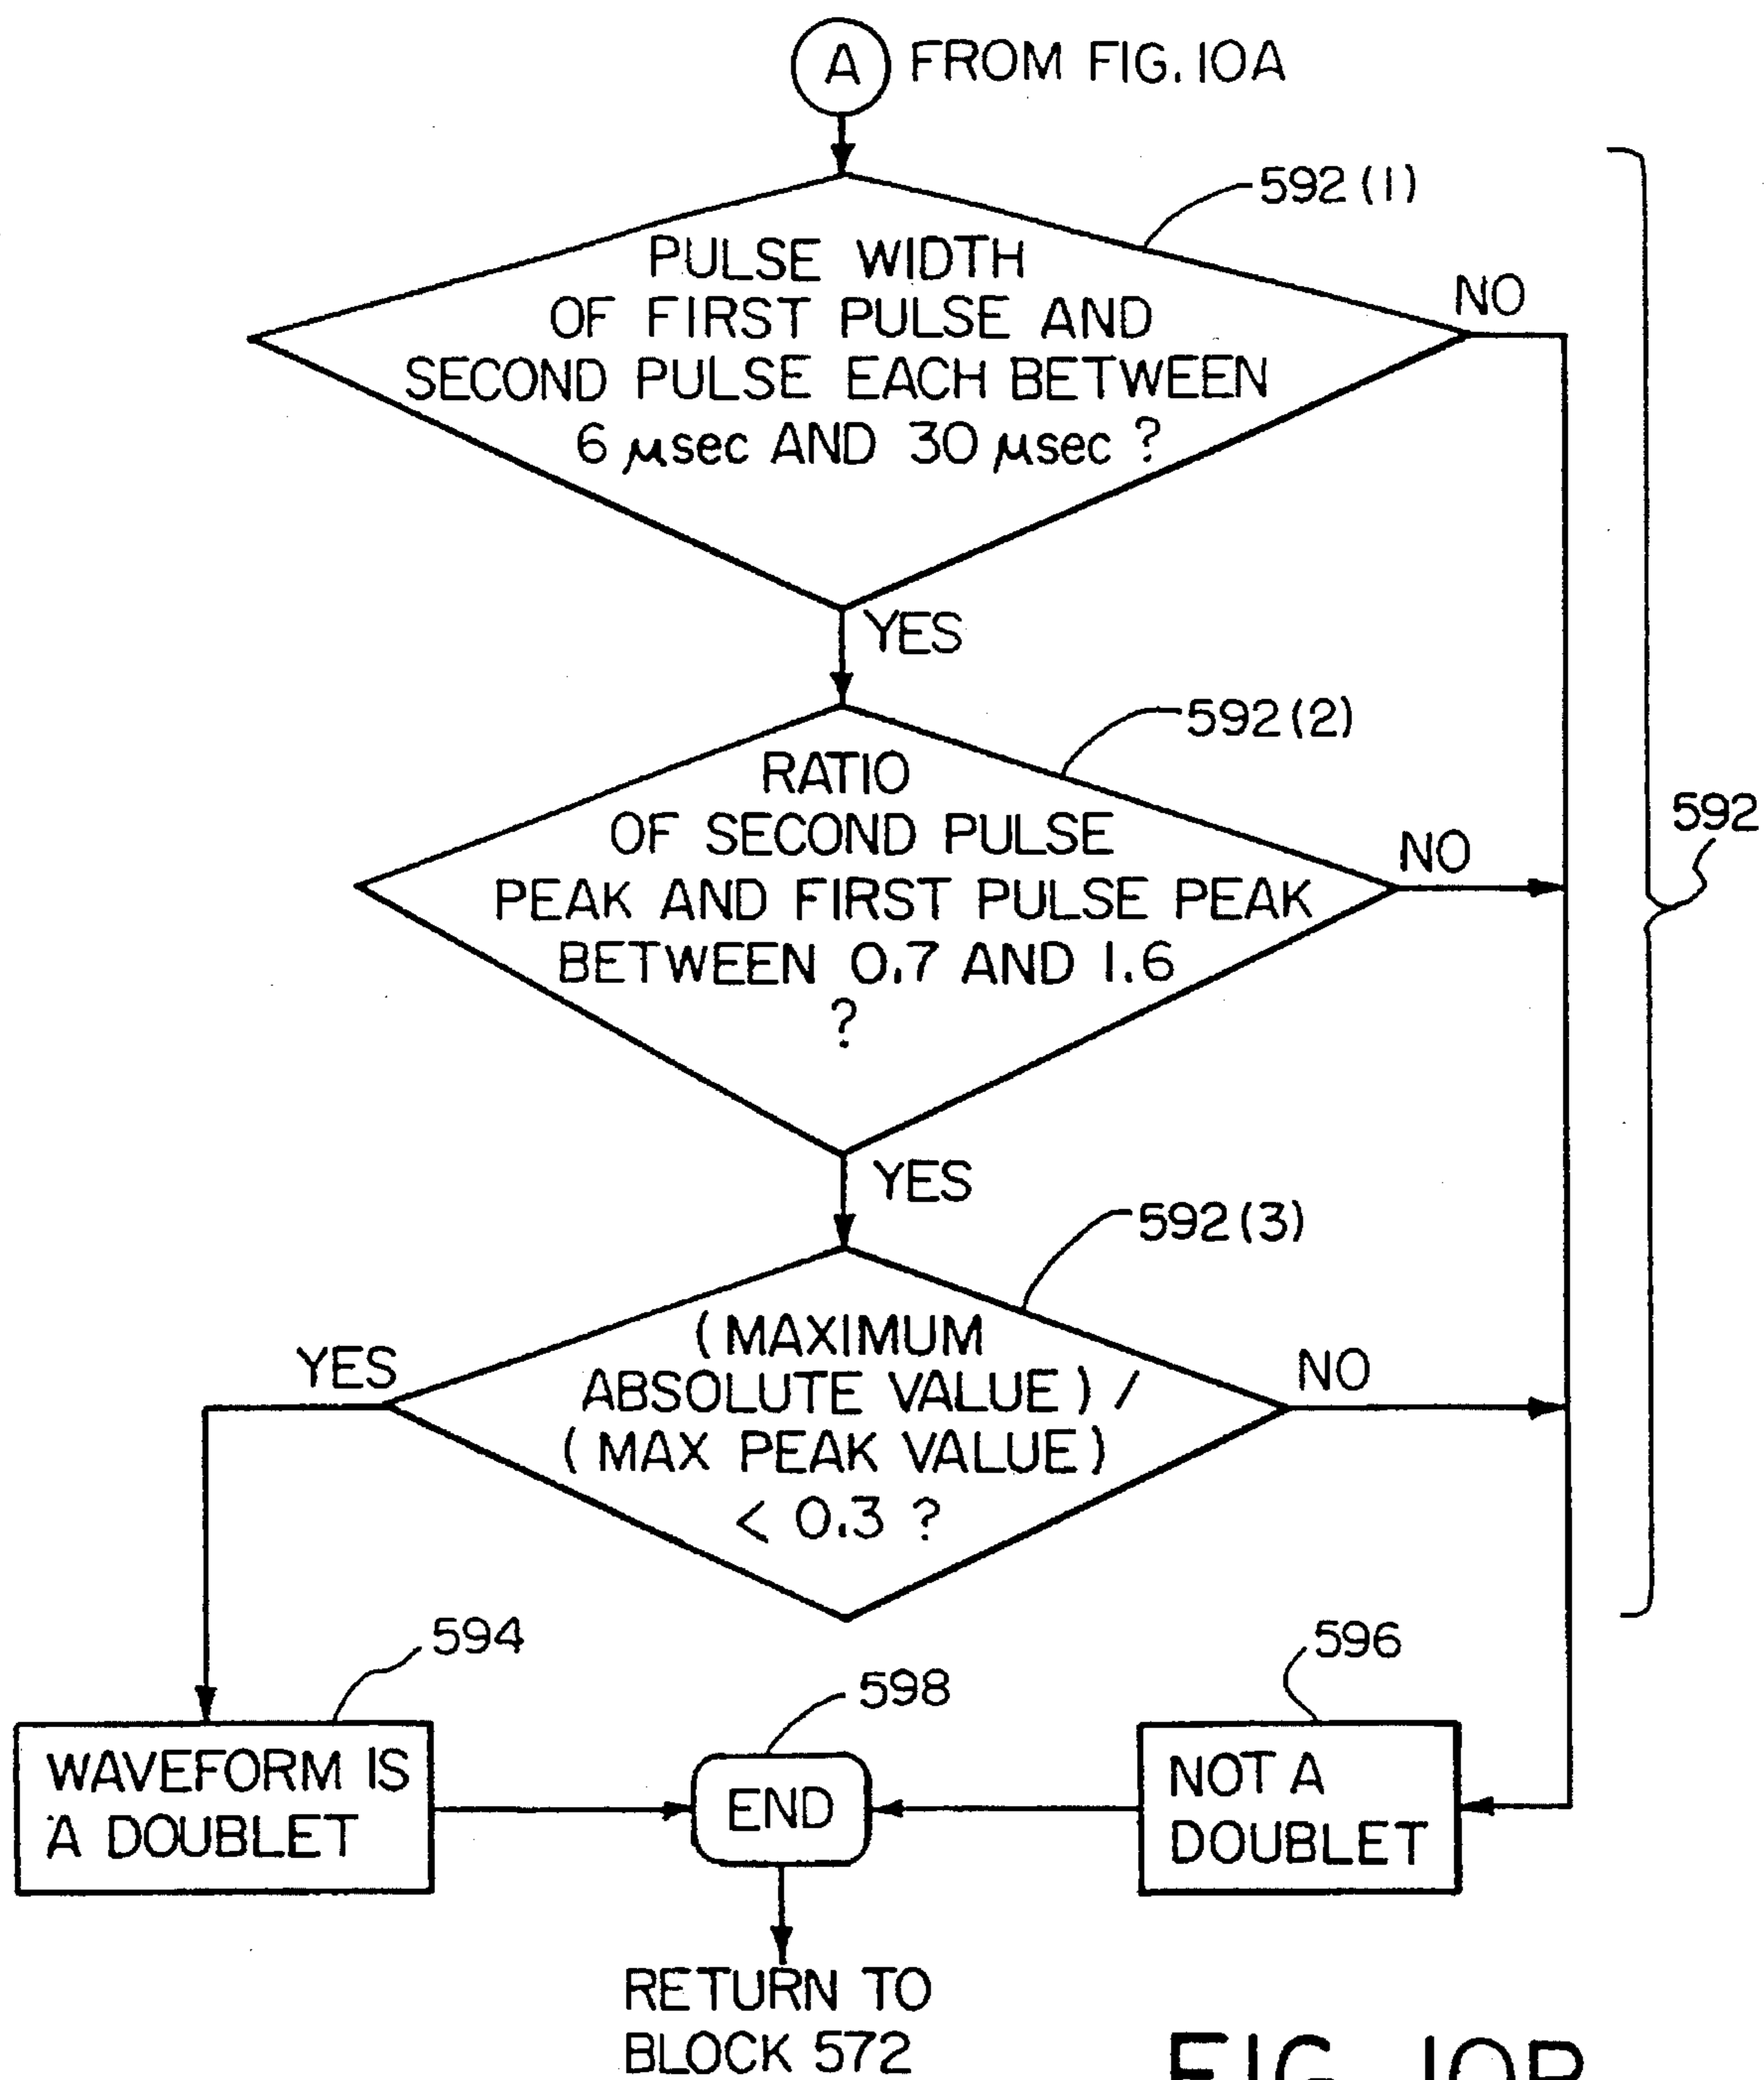 A FROM FIG. 10A
592(1)
PULSE WIDTH
OF FIRST PULSE AND
SECOND PULSE EACH BETWEEN
6 μsec AND 30 μsec ?
NO
YES
592(2)
RATIO
OF SECOND PULSE
PEAK AND FIRST PULSE PEAK
BETWEEN 0.7 AND 1.6
?
NO
592
YES
592(3)
(MAXIMUM
ABSOLUTE VALUE) /
(MAX PEAK VALUE)
< 0.3 ?
YES
NO
594
598
596
WAVEFORM IS
A DOUBLET
END
NOT A
DOUBLET
RETURN TO
BLOCK 572
FIG. 10B